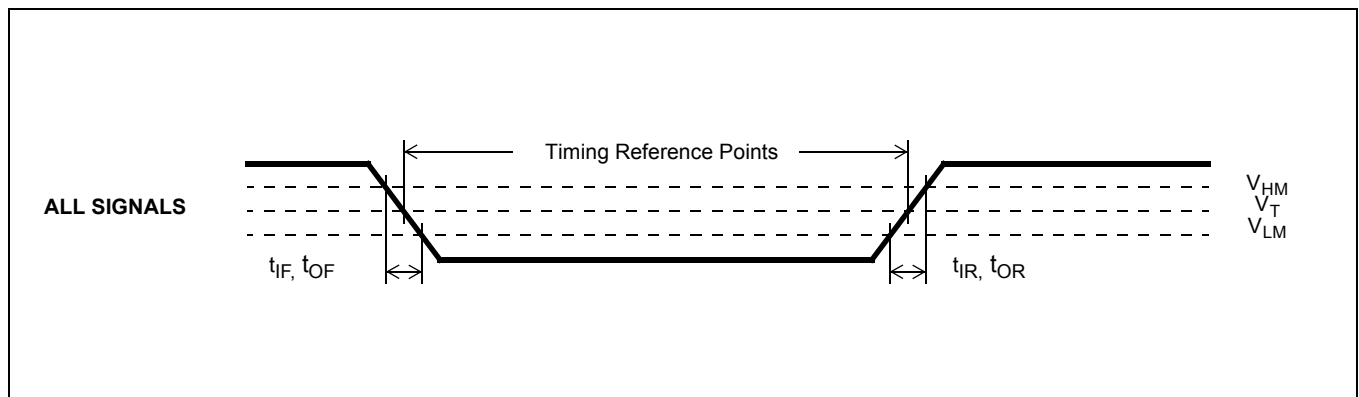 Timing Reference Points
ALL SIGNALS
V_HM
V_T
V_LM
t_IF, t_OF
t_IR, t_OR